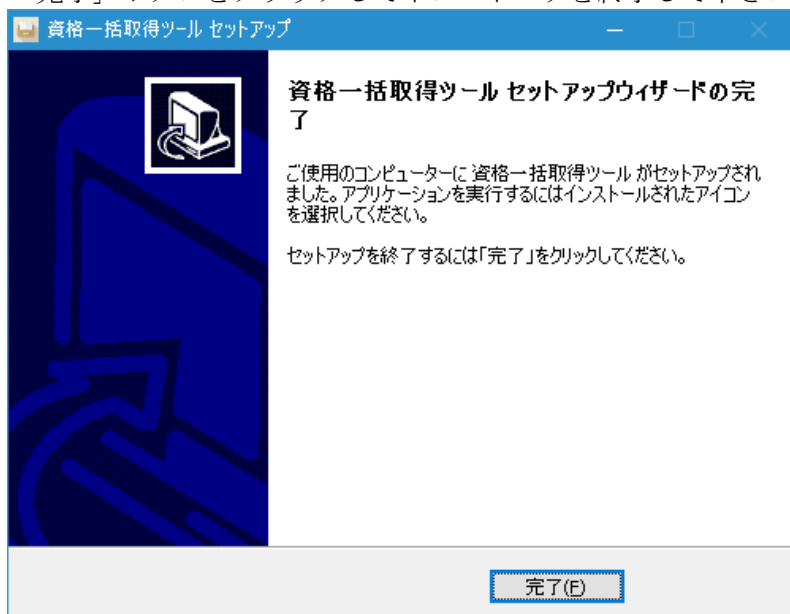 資格一括取得ツール セットアップ
資格一括取得ツール セットアップウィザードの完
了
ご使用のコンピューターに 資格一括取得ツール がセットアップされ
ました。アプリケーションを実行するにはインストールされたアイコン
を選択してください。
セットアップを終了するには「完了」をクリックしてください。
完了(F)